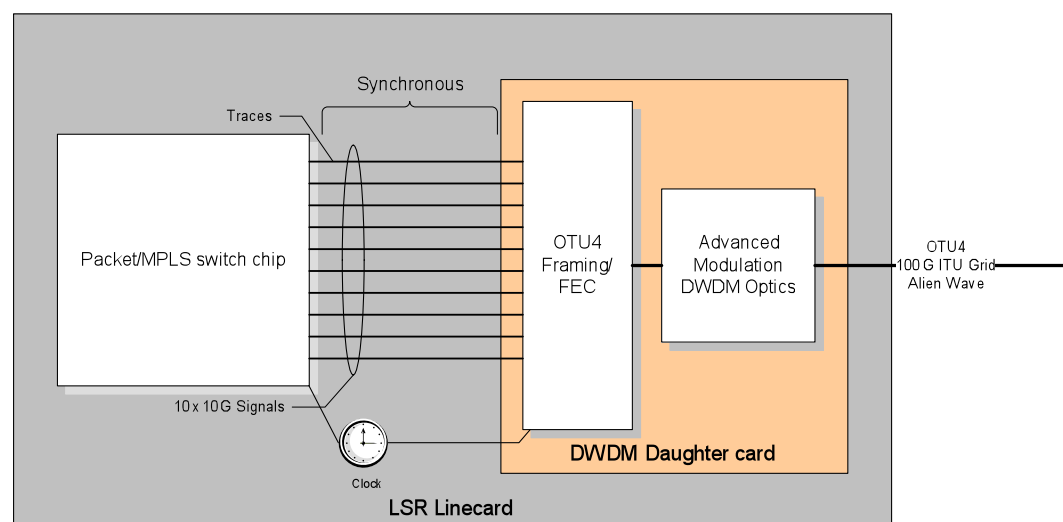 Synchronous
Traces
Packet/MPLS switch chip
OTU4
Framing/
FEC
Advanced
Modulation
DWDM Optics
OTU4
100 G ITU Grid
Alien Wave
10 x 10G Signals
Clock
DWDM Daughter card
LSR Linecard